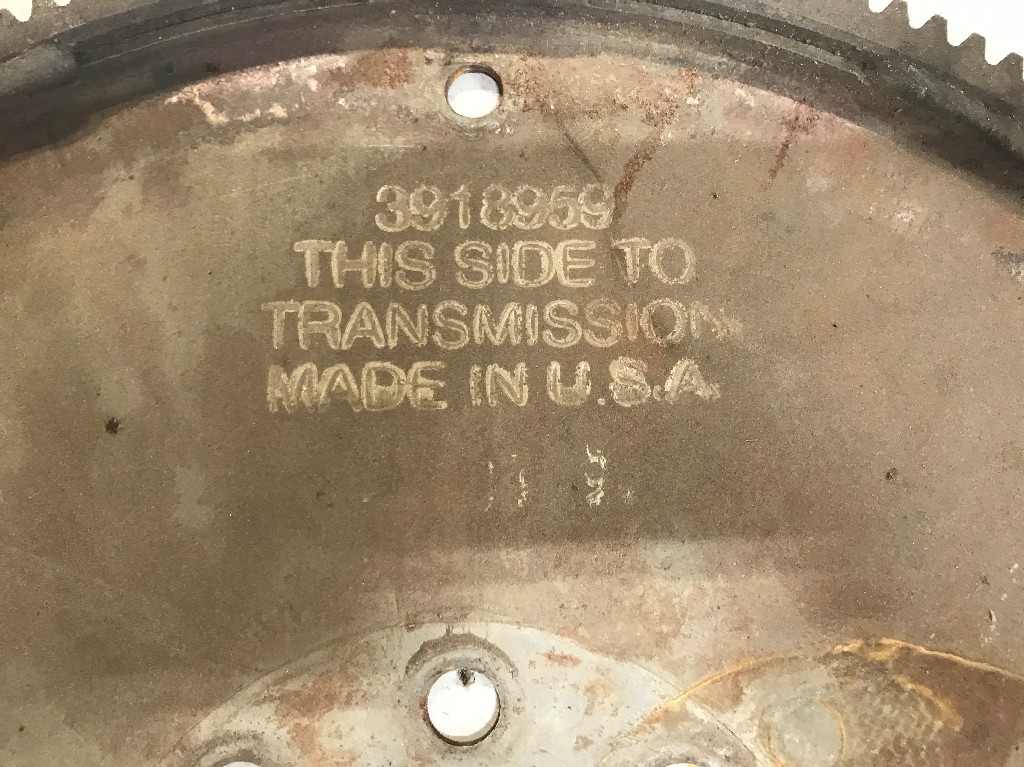 3918959
THIS SIDE TO
TRANSMISSION
MADE IN U.S.A.